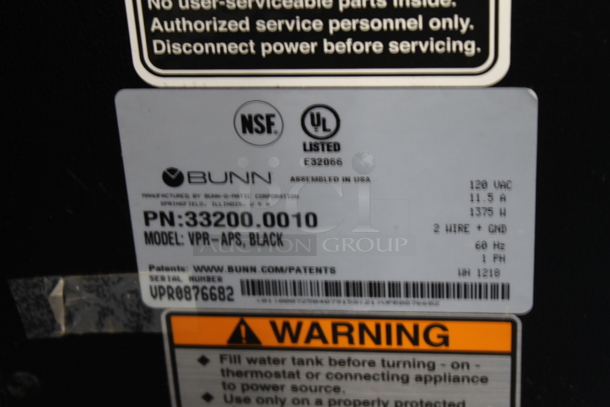 No user-serviceable parts inside.
Authorized service personnel only.
Disconnect power before servicing.
NSF®
UL
LISTED
E32066
BUNN
ASSEMBLED IN USA
MANUFACTURED BY BUNN-O-MATIC CORPORATION
SPRINGFIELD, ILLINOIS, U S A
PN:33200.0010
MODEL: VPR-APS, BLACK
120 VAC
11.5 A
1375 W
2 WIRE + GND
60 Hz
1 PH
Patents: WWW.BUNN.COM/PATENTS
WH 1218
SERIAL NUMBER
VPR0876682
AUCTION GROUP
WARNING
Fill water tank before turning - on -
thermostat or connecting appliance
to power source.
Use only on a properly protected